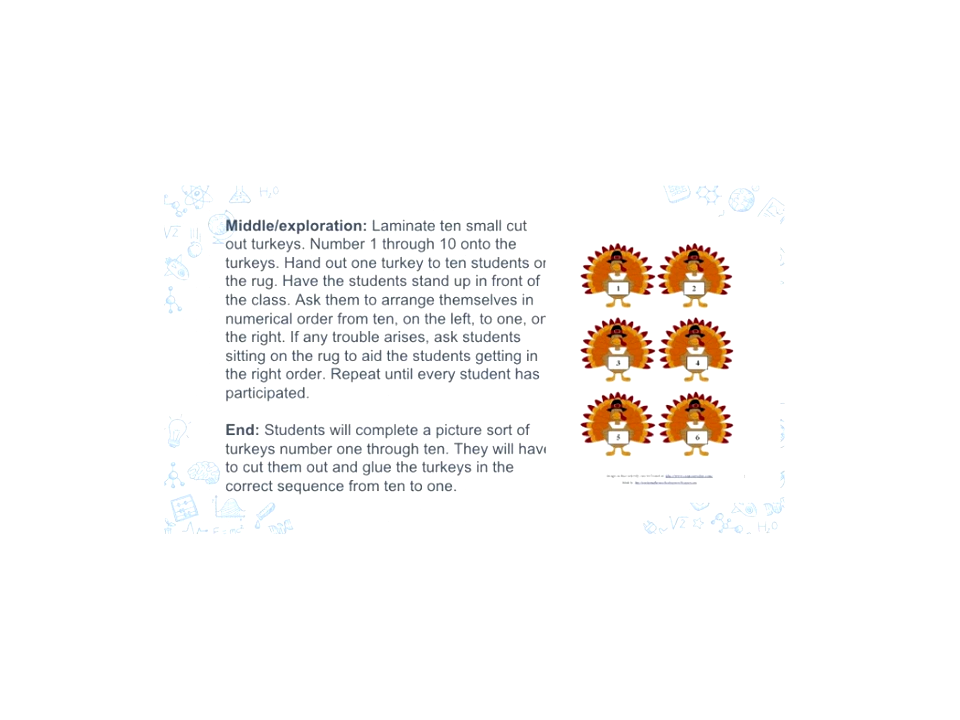 Middle/exploration: Laminate ten small cut
out turkeys. Number 1 through 10 onto the
turkeys. Hand out one turkey to ten students or
the rug. Have the students stand up in front of
the class. Ask them to arrange themselves in
numerical order from ten, on the left, to one, or
the right. If any trouble arises, ask students
sitting on the rug to aid the students getting in
the right order. Repeat until every student has
participated.
End: Students will complete a picture sort of
turkeys number one through ten. They will have
to cut them out and glue the turkeys in the
correct sequence from ten to one.
1 2
3 4
5 6
H₂O
√Σ
√Σ
H₂O